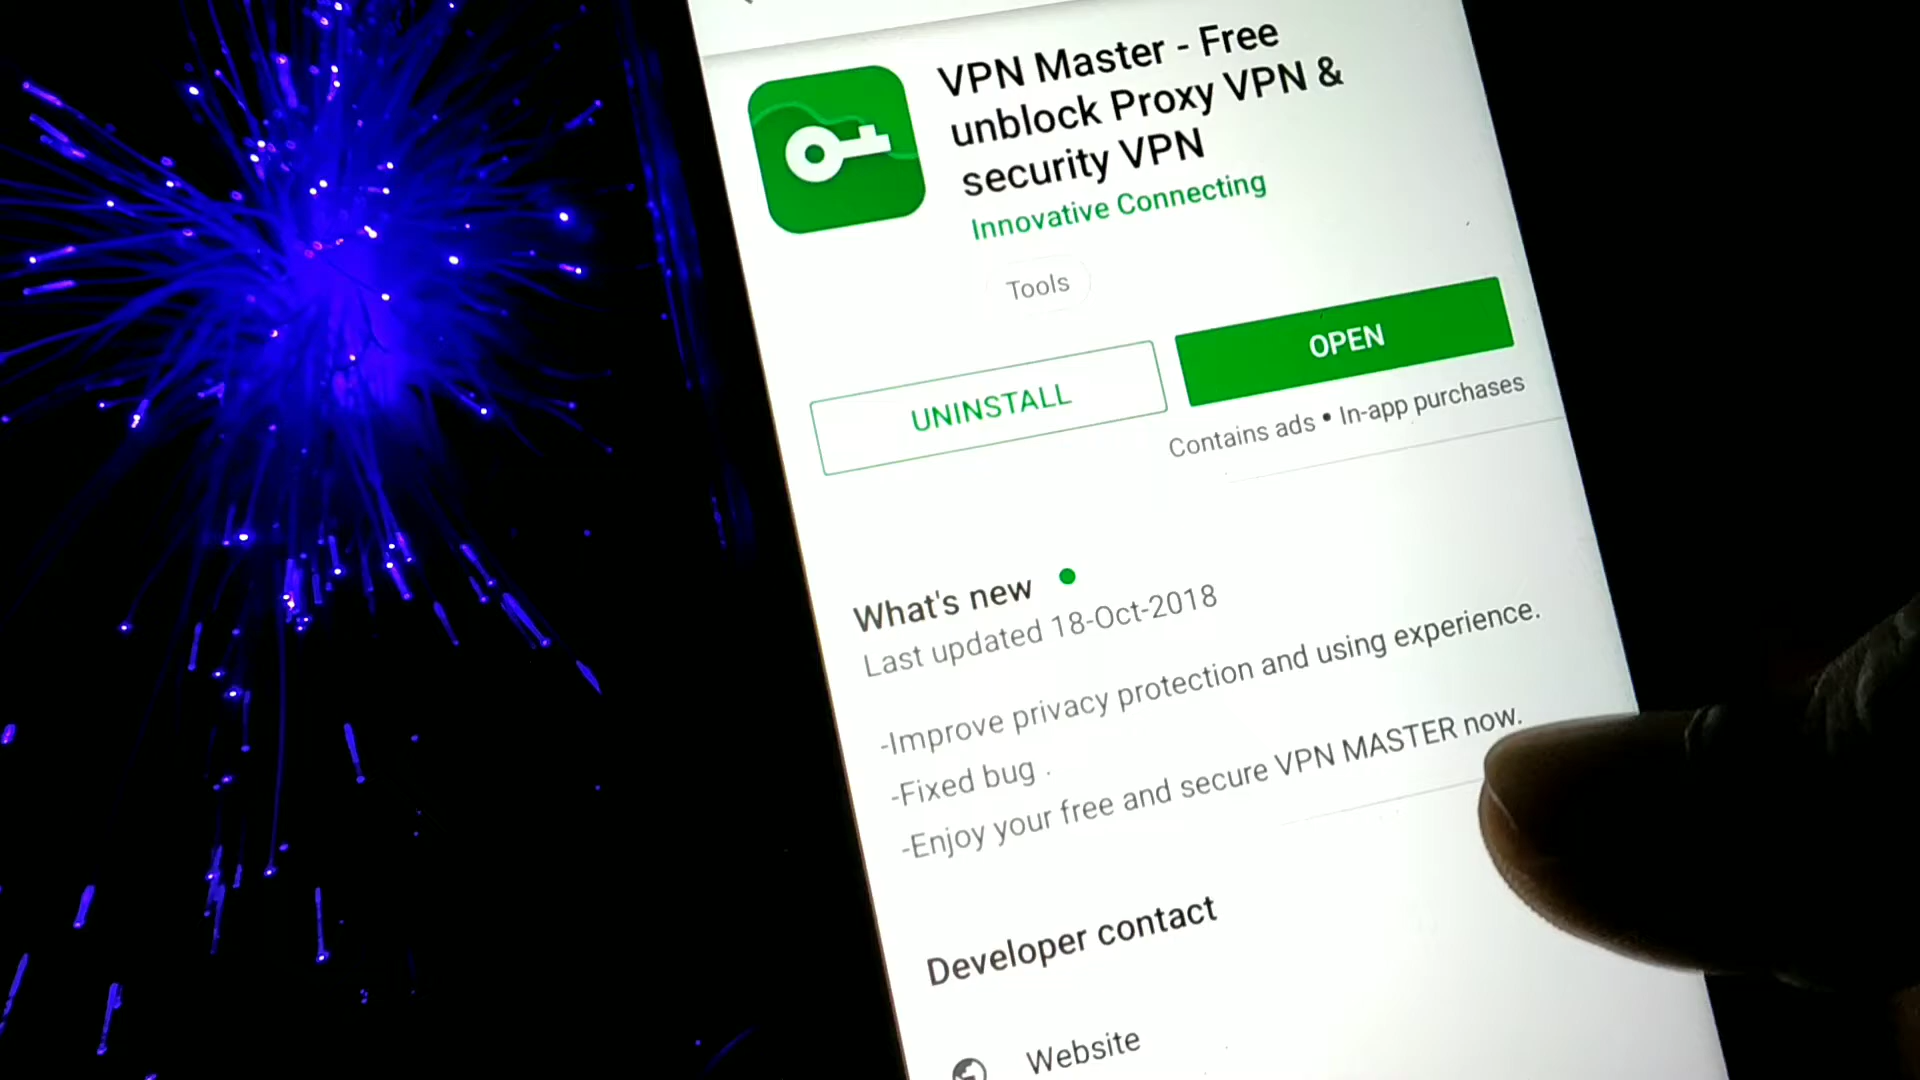 VPN Master - Free
unblock Proxy VPN &
security VPN
Innovative Connecting
Tools
UNINSTALL
OPEN
Contains ads • In-app purchases
What's new
Last updated 18-Oct-2018
-Improve privacy protection and using experience.
-Fixed bug .
-Enjoy your free and secure VPN MASTER now.
Developer contact
Website